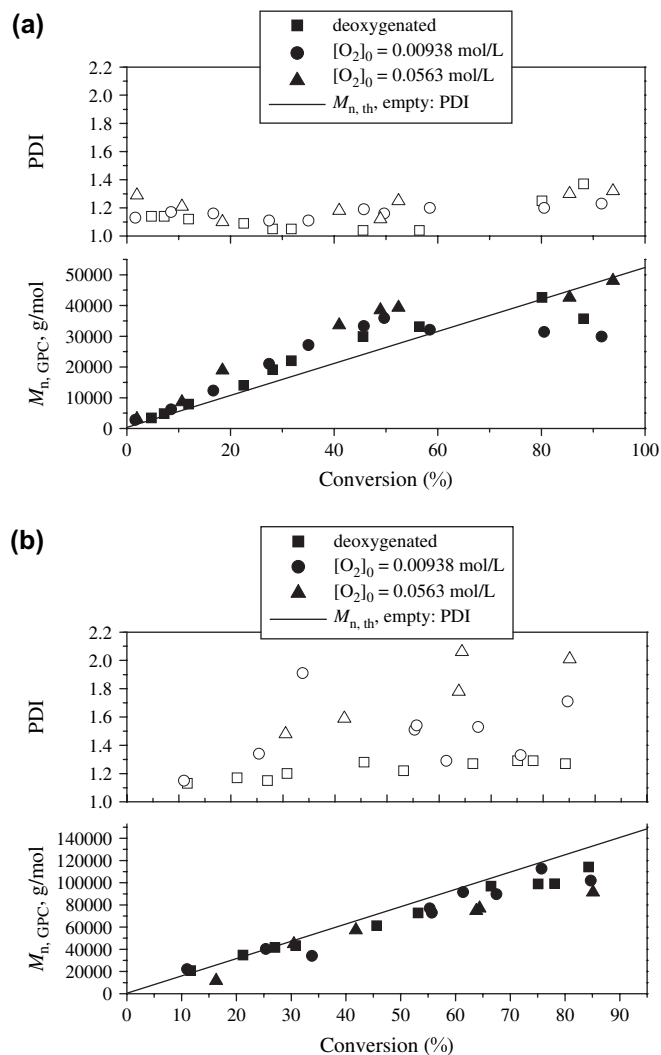 (a)
deoxygenated
[O₂]₀ = 0.00938 mol/L
[O₂]₀ = 0.0563 mol/L
Mn, th, empty: PDI
2.2
2.0
1.8
1.6
1.4
1.2
1.0
PDI
50000
40000
30000
20000
10000
0
Mn, GPC, g/mol
0 20 40 60 80 100
Conversion (%)
(b)
deoxygenated
[O₂]₀ = 0.00938 mol/L
[O₂]₀ = 0.0563 mol/L
Mn, th, empty: PDI
2.2
2.0
1.8
1.6
1.4
1.2
1.0
PDI
140000
120000
100000
80000
60000
40000
20000
0
Mn, GPC, g/mol
0 10 20 30 40 50 60 70 80 90
Conversion (%)